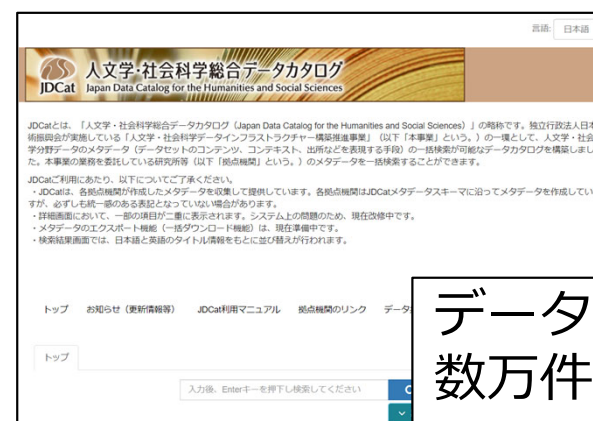 言語: 日本語
人文学・社会科学総合データカタログ
JDCat Japan Data Catalog for the Humanities and Social Sciences
JDCatとは、「人文学・社会科学総合データカタログ（Japan Data Catalog for the Humanities and Social Sciences）」の略称です。独立行政法人日本
術振興会が実施している「人文学・社会科学データインフラストラクチャー構築推進事業」（以下「本事業」という。）の一環として、人文学・社会
学分野データのメタデータ（データセットのコンテンツ、コンテキスト、出所などを表現する手段）の一括検索が可能なデータカタログを構築しまし
た。本事業の業務を委託している研究所等（以下「拠点機関」という。）のメタデータを一括検索することができます。
JDCatご利用にあたり、以下についてご了承ください。
・JDCatは、各拠点機関が作成したメタデータを収集して提供しています。各拠点機関はJDCatメタデータスキーマに沿ってメタデータを作成してい
すが、必ずしも統一感のある表記となっていない場合があります。
・詳細画面において、一部の項目が二重に表示されます。システム上の問題のため、現在改修中です。
・メタデータのエクスポート機能（一括ダウンロード機能）は、現在準備中です。
・検索結果画面では、日本語と英語のタイトル情報をもとに並び替えが行われます。
トップ お知らせ（更新情報等） JDCat利用マニュアル 拠点機関のリンク データ
トップ
入力後、Enterキーを押下し検索してください
データ
数万件